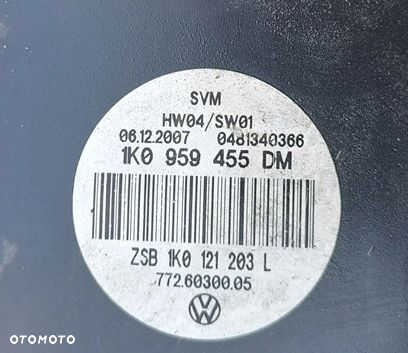 SVM
HW04/SW01
06.12.2007 0481340366
1K0 959 455 DM
ZSB 1K0 121 203 L
772.60300.05
OTOMOTO